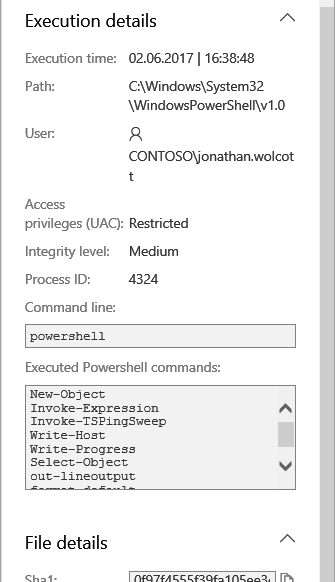 Execution details
Execution time: 02.06.2017 | 16:38:48
Path: C:\Windows\System32
\WindowsPowerShell\v1.0
User:
CONTOSO\jonathan.wolcot
t
Access
privileges (UAC): Restricted
Integrity level: Medium
Process ID: 4324
Command line:
powershell
Executed Powershell commands:
New-Object
Invoke-Expression
Invoke-TSPingSweep
Write-Host
Write-Progress
Select-Object
out-lineoutput
format-default
File details
Sha1: 0f97f4555f39fa105ee3